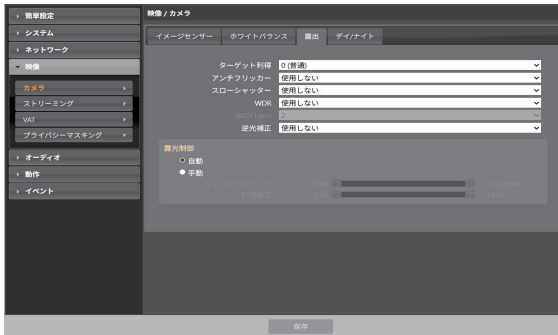 簡単設定
システム
ネットワーク
映像
カメラ
ストリーミング
VAT
プライバシーマスキング
オーディオ
動作
イベント
映像 / カメラ
イメージセンサー ホワイトバランス 露出 デイ/ナイト
ターゲット利得 0 (普通)
アンチフリッカー 使用しない
スローシャッター 使用しない
WDR 使用しない
WDR Level 2
逆光補正 使用しない
露光制御
自動
手動
保存